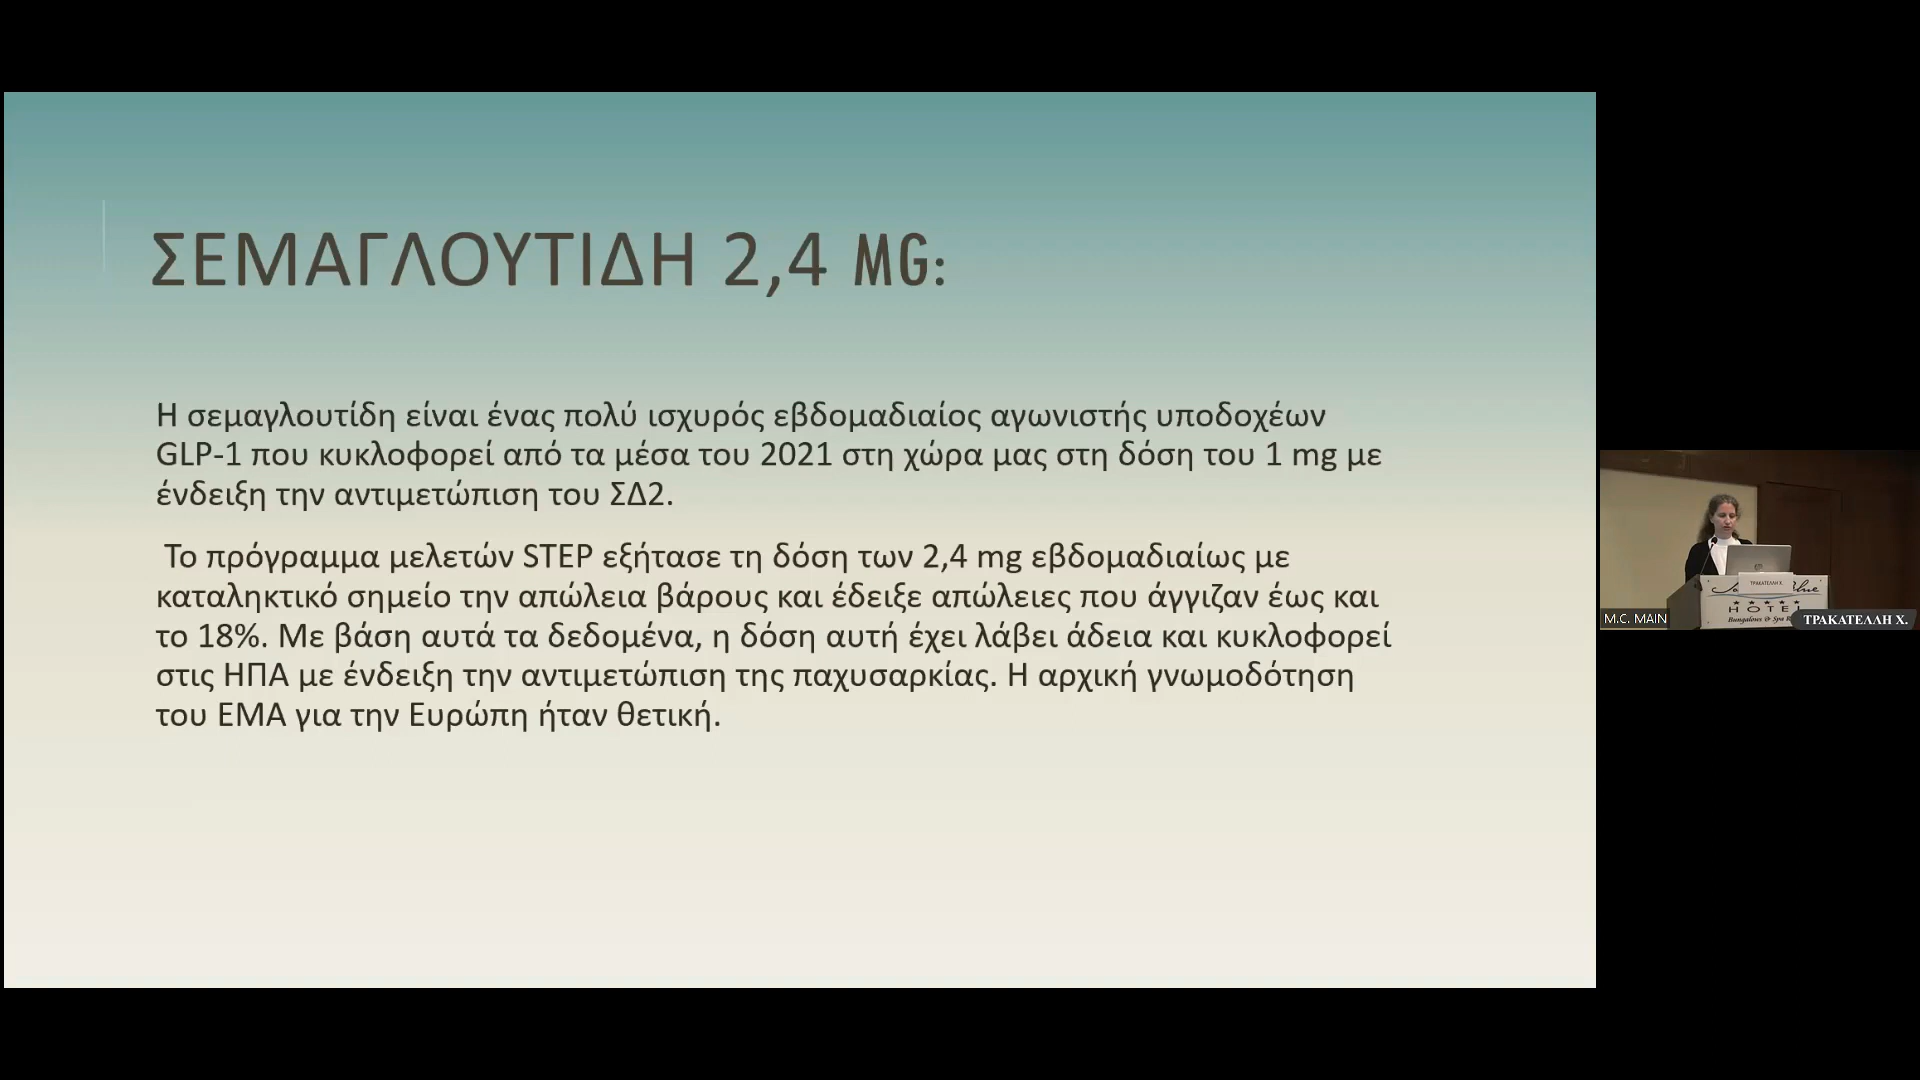 ΣΕΜΑΓΛΟΥΤΙΔΗ 2,4 MG:
Η σεμαγλουτίδη είναι ένας πολύ ισχυρός εβδομαδιαίος αγωνιστής υποδοχέων
GLP-1 που κυκλοφορεί από τα μέσα του 2021 στη χώρα μας στη δόση του 1 mg με
ένδειξη την αντιμετώπιση του ΣΔ2.
Το πρόγραμμα μελετών STEP εξήτασε τη δόση των 2,4 mg εβδομαδιαίως με
καταληκτικό σημείο την απώλεια βάρους και έδειξε απώλειες που άγγιζαν έως και
το 18%. Με βάση αυτά τα δεδομένα, η δόση αυτή έχει λάβει άδεια και κυκλοφορεί
στις ΗΠΑ με ένδειξη την αντιμετώπιση της παχυσαρκίας. Η αρχική γνωμοδότηση
του ΕΜΑ για την Ευρώπη ήταν θετική.
ΤΡΑΚΑΤΕΛΛΗ Χ.
HOTEL
M.C. MAIN
ΤΡΑΚΑΤΕΛΛΗ Χ.